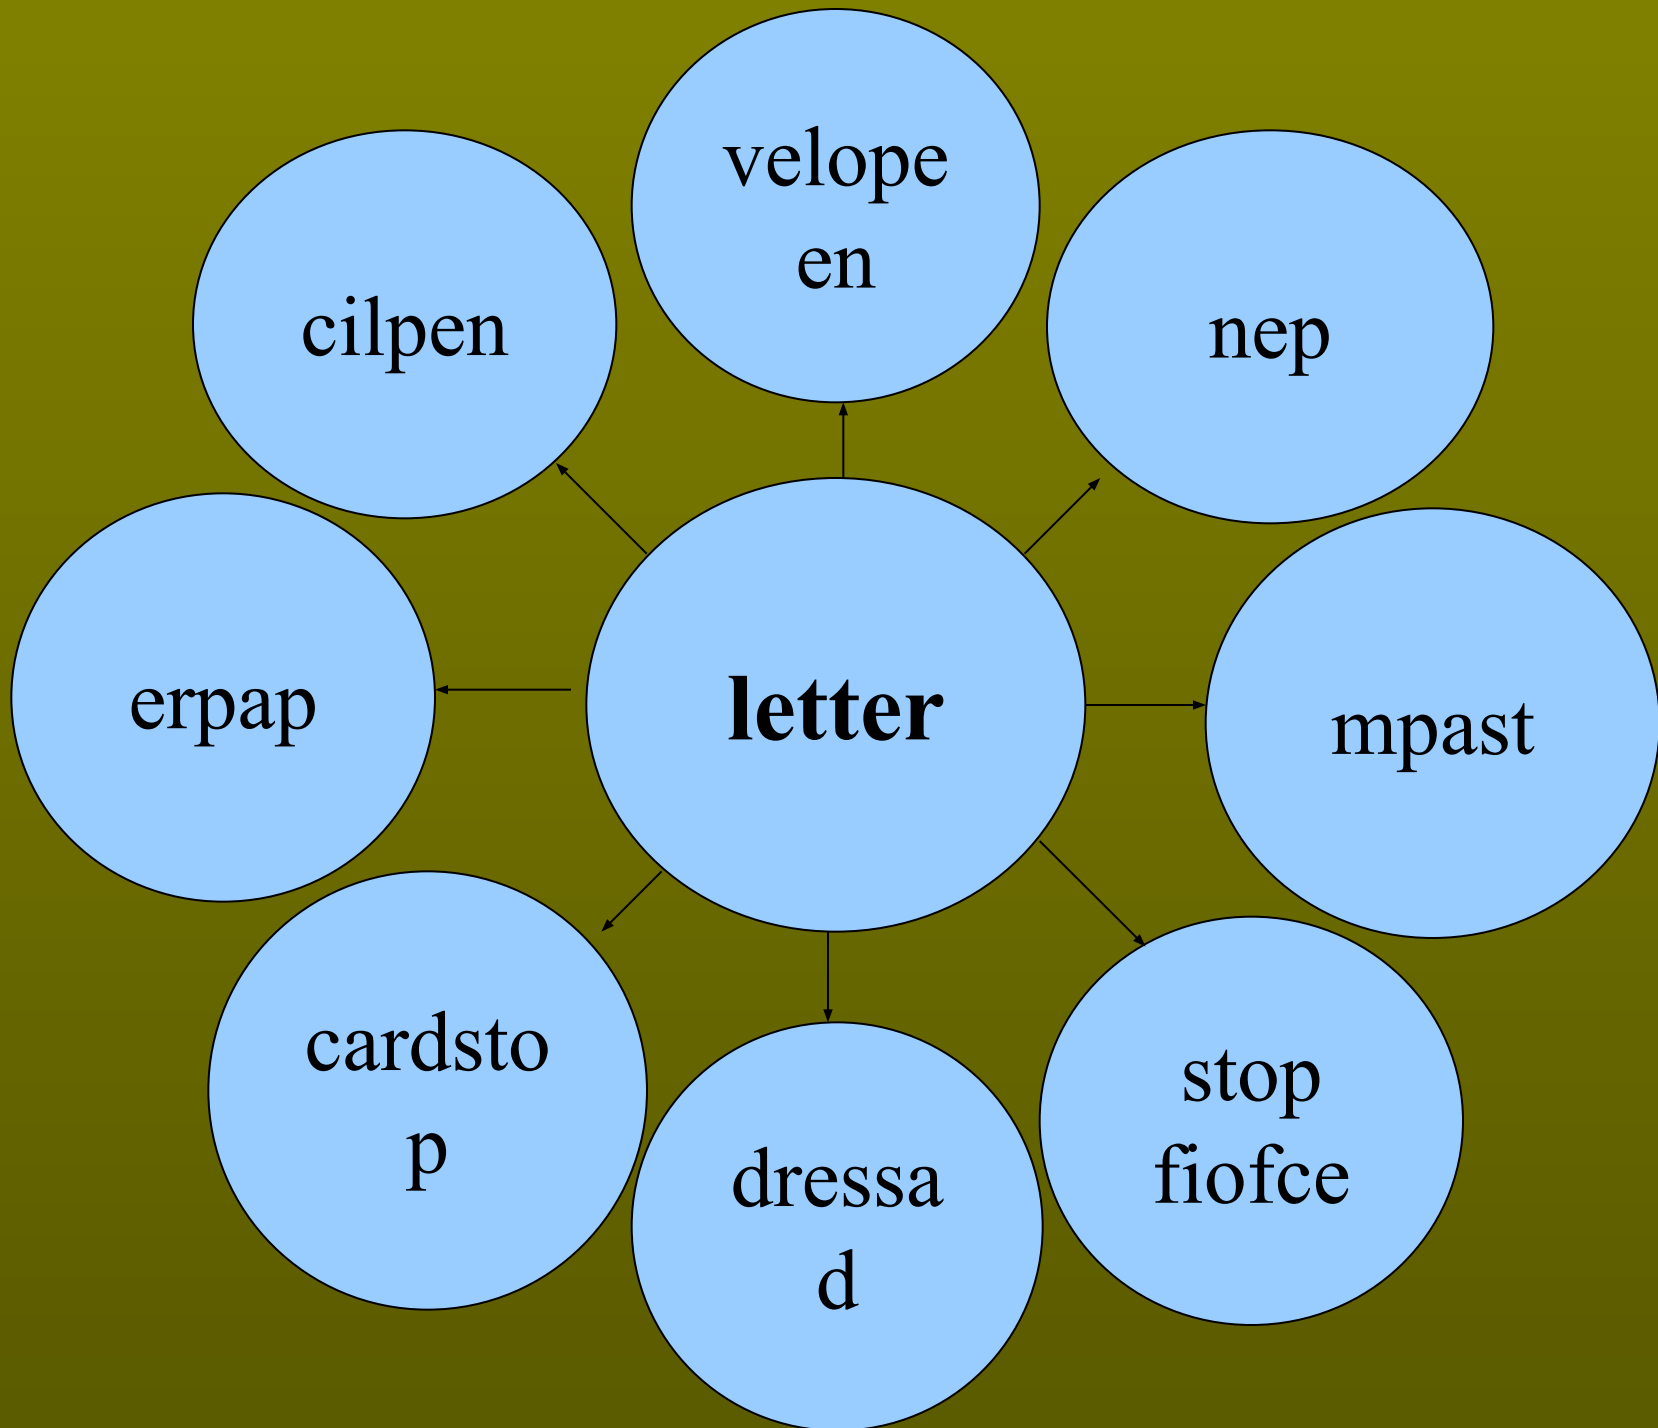 velope
en
cilpen
nep
erpap
letter
mpast
cardsto
p
stop
fiofce
dressa
d